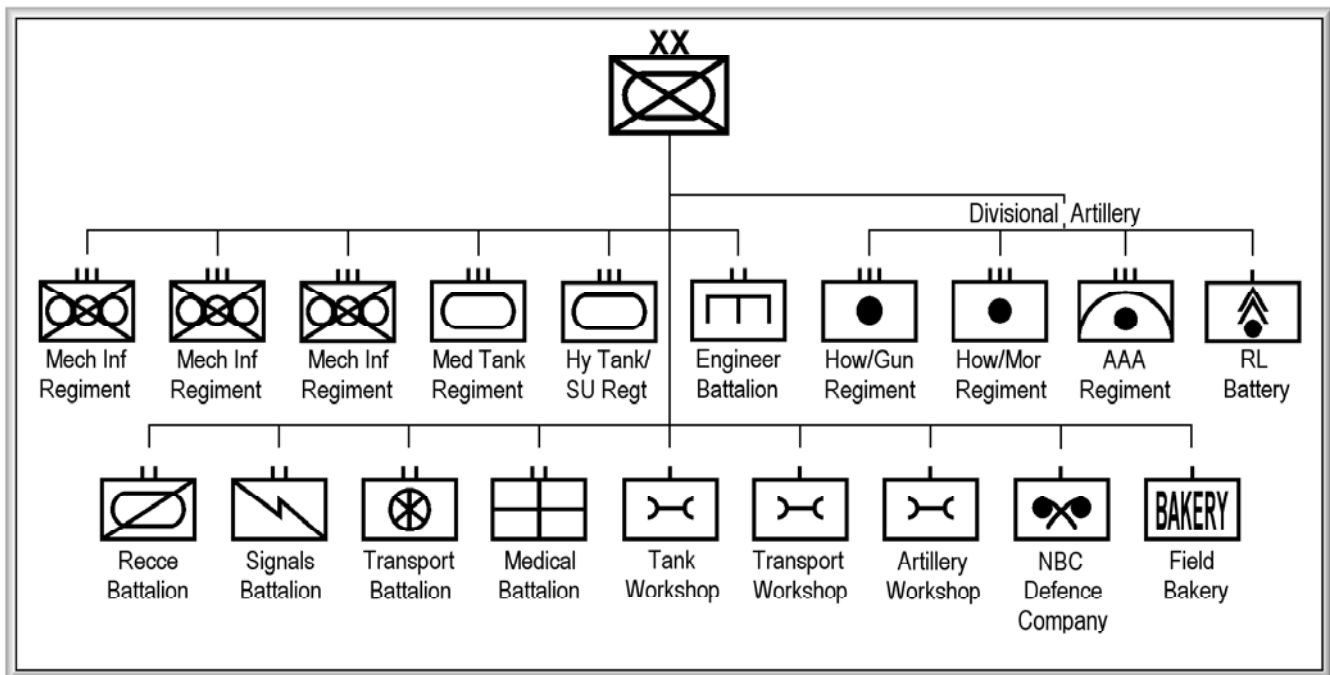 XX
Divisional Artillery
Mech Inf
Regiment
Mech Inf
Regiment
Mech Inf
Regiment
Med Tank
Regiment
Hy Tank/
SU Regt
Engineer
Battalion
How/Gun
Regiment
How/Mor
Regiment
AAA
Regiment
RL
Battery
BAKERY
Recce
Battalion
Signals
Battalion
Transport
Battalion
Medical
Battalion
Tank
Workshop
Transport
Workshop
Artillery
Workshop
NBC
Defence
Company
Field
Bakery